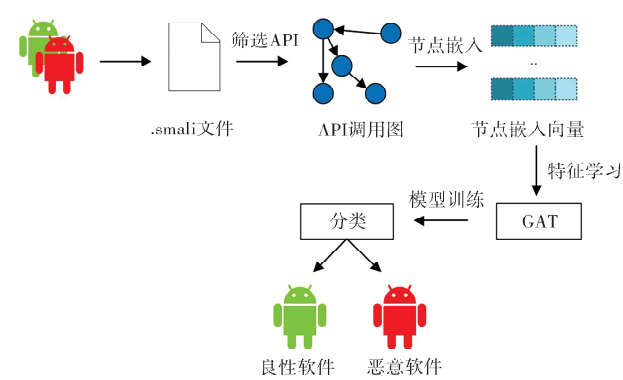 筛选API
节点嵌入
..
.smali文件
API调用图
节点嵌入向量
特征学习
模型训练
分类
GAT
良性软件
恶意软件